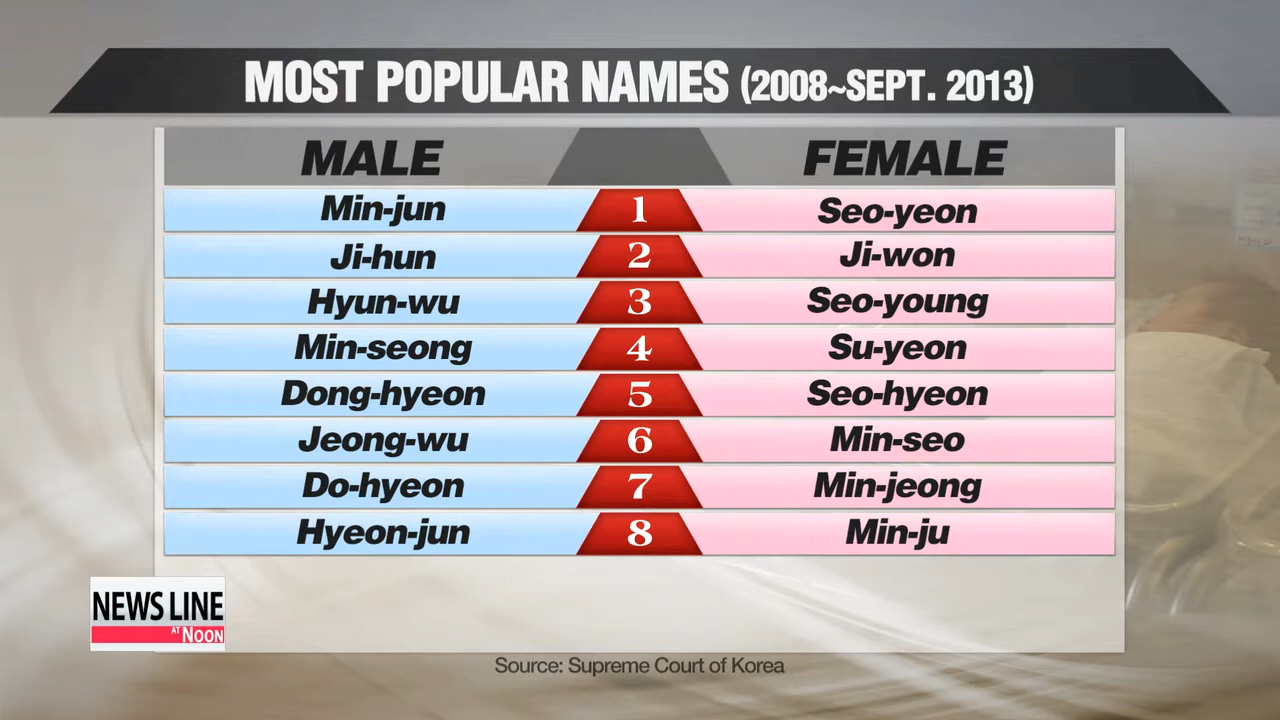 MOST POPULAR NAMES (2008~SEPT. 2013)
MALE FEMALE
Min-jun 1 Seo-yeon
Ji-hun 2 Ji-won
Hyun-wu 3 Seo-young
Min-seong 4 Su-yeon
Dong-hyeon 5 Seo-hyeon
Jeong-wu 6 Min-seo
Do-hyeon 7 Min-jeong
Hyeon-jun 8 Min-ju
NEWS LINE
AT NOON
Source: Supreme Court of Korea